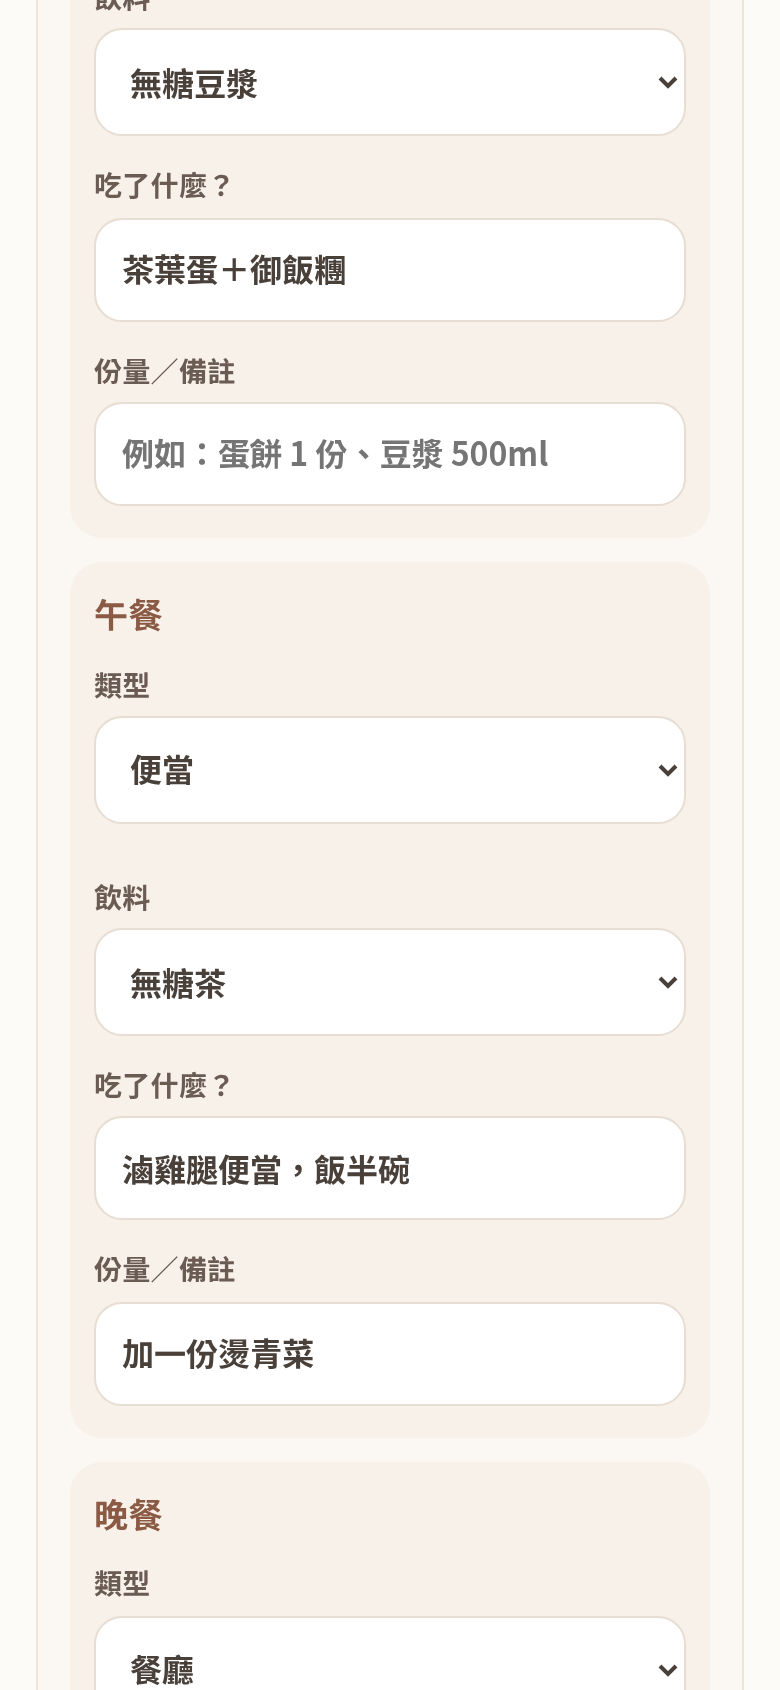 飲料
無糖豆漿
吃了什麼？
茶葉蛋＋御飯糰
份量／備註
例如：蛋餅 1 份、豆漿 500ml
午餐
類型
便當
飲料
無糖茶
吃了什麼？
滷雞腿便當，飯半碗
份量／備註
加一份燙青菜
晚餐
類型
餐廳